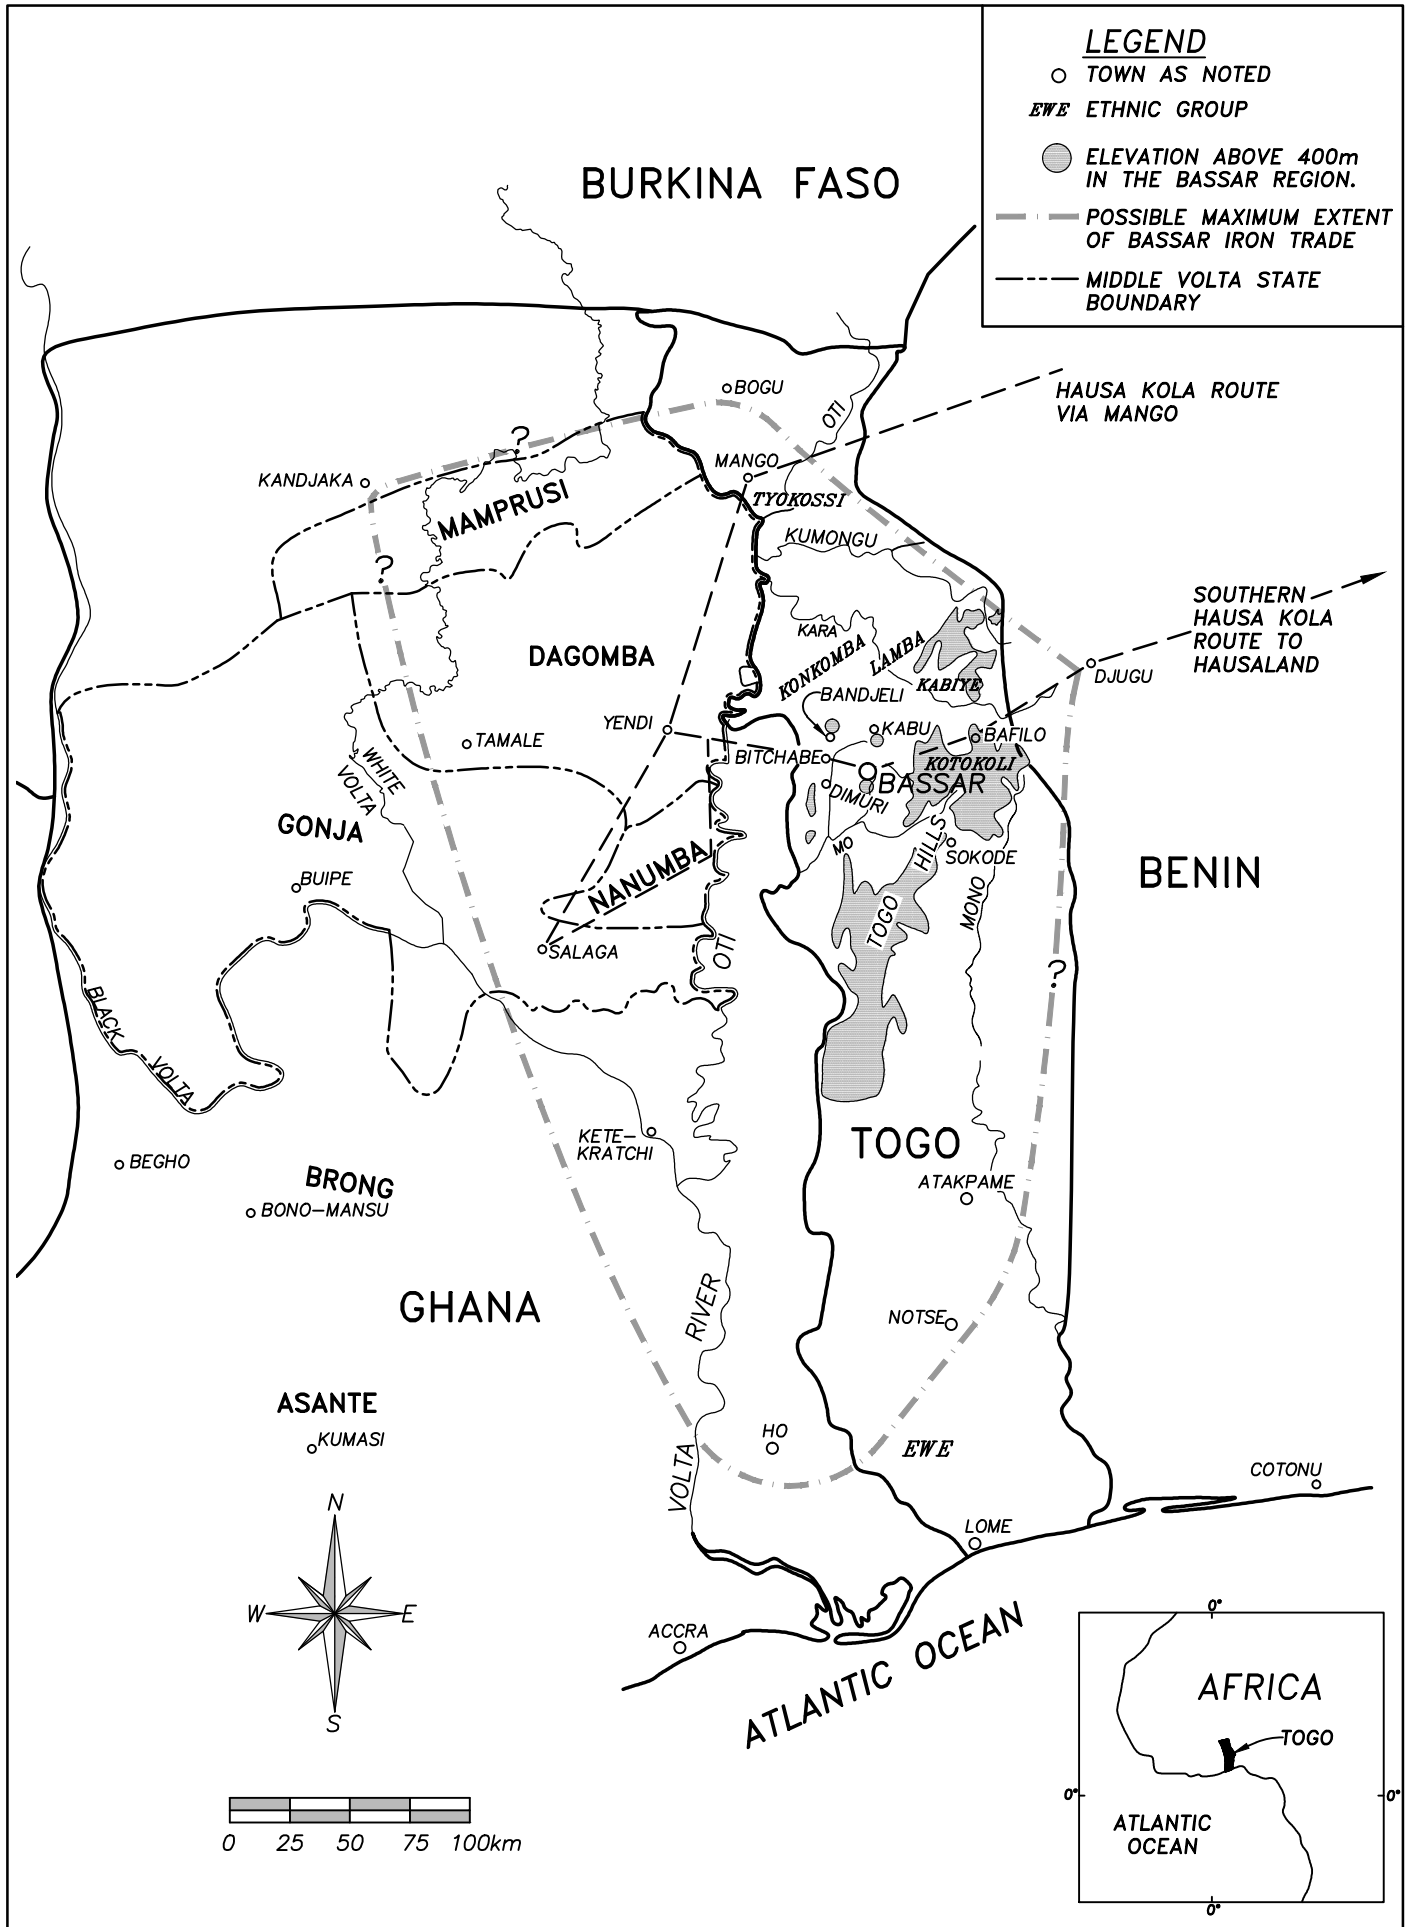 LEGEND
TOWN AS NOTED
EWE ETHNIC GROUP
ELEVATION ABOVE 400m
IN THE BASSAR REGION.
POSSIBLE MAXIMUM EXTENT
OF BASSAR IRON TRADE
MIDDLE VOLTA STATE
BOUNDARY
BURKINA FASO
HAUSA KOLA ROUTE
VIA MANGO
BOGU
OTI
?
KANDJAKA
MANGO
MAMPRUSI
TYOKOSSI
KUMONGU
?
SOUTHERN
HAUSA KOLA
ROUTE TO
HAUSALAND
KARA
DAGOMBA
KONKOMBA
LAMBA
KABIYE
DJUGU
BANDJELI
YENDI
KABU
BAFILO
TAMALE
BITCHABE
KOTOKOLI
WHITE
VOLTA
BASSAR
DIMURI
GONJA
MO
HILLS
SOKODE
NANUMBA
BENIN
BUIPE
TOGO
MONO
SALAGA
OTI
?
BLACK
VOLTA
KETE-
KRATCHI
TOGO
BEGHO
BRONG
ATAKPAME
BONO-MANSU
GHANA
RIVER
NOTSE
ASANTE
KUMASI
HO
EWE
VOLTA
COTONU
N
LOME
W
E
ACCRA
S
ATLANTIC OCEAN
0°
AFRICA
TOGO
0°
0°
ATLANTIC
OCEAN
0°
0 25 50 75 100km